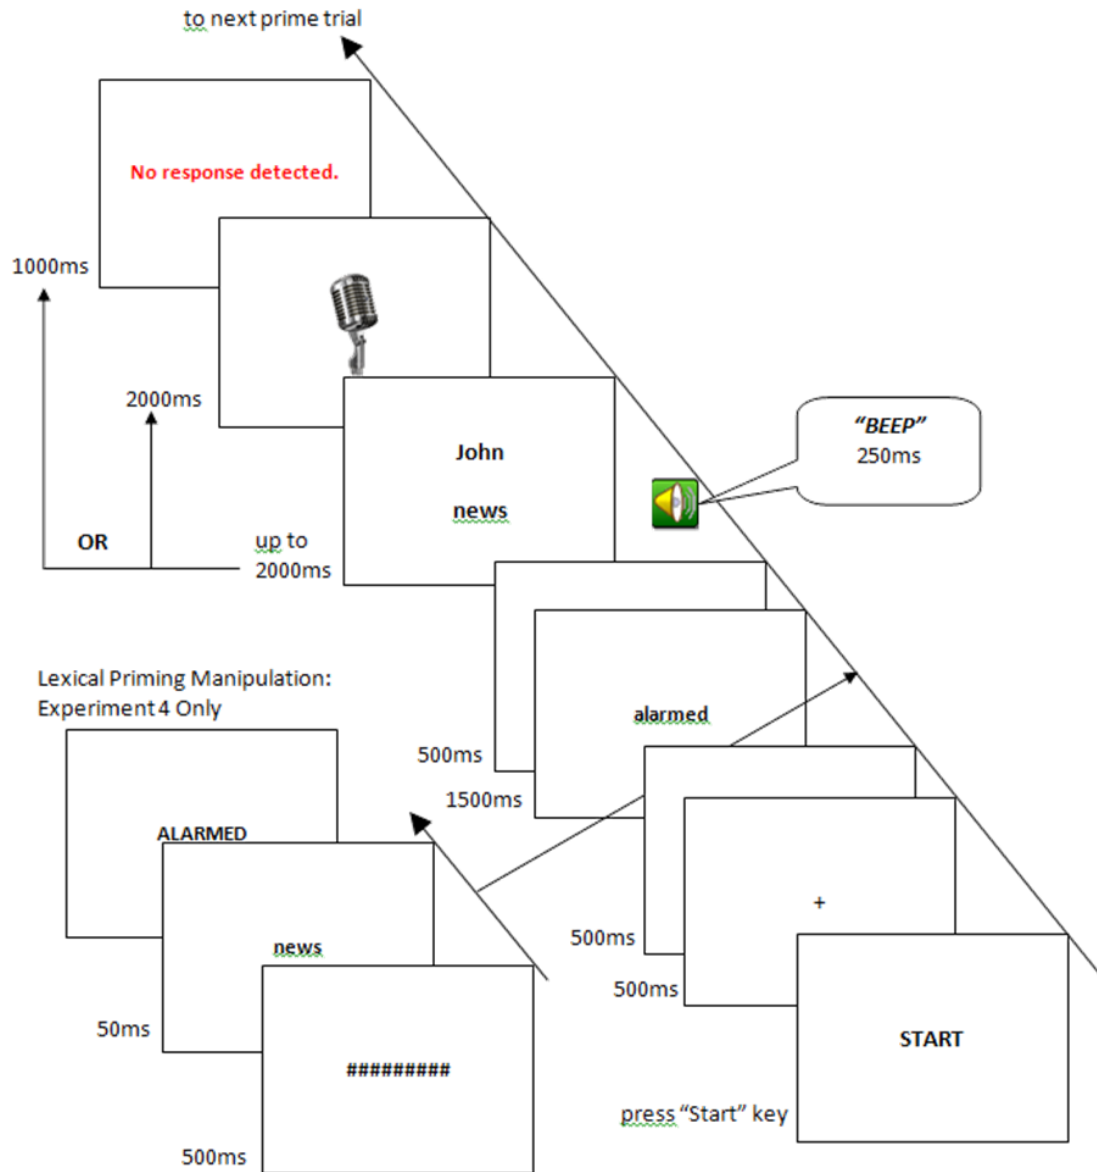 to next prime trial
No response detected.
1000ms
2000ms
"BEEP"
250ms
John
news
OR
up to
2000ms
Lexical Priming Manipulation:
Experiment 4 Only
alarmed
500ms
1500ms
ALARMED
+
news
500ms
500ms
50ms
START
#########
press "Start" key
500ms